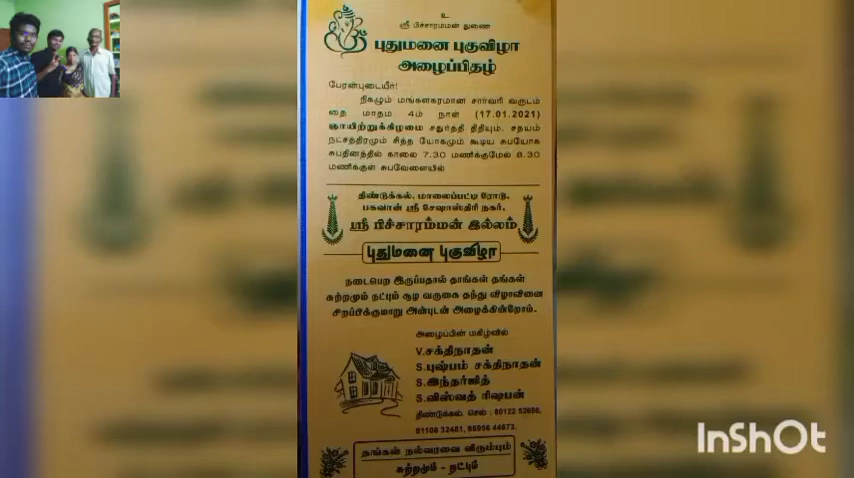 உ
ஸ்ரீ பிச்சாரம்மன் துணை
புதுமனை புகுவிழா
அழைப்பிதழ்
பேரன்புடையீர்!
நிகழும் மங்களகரமான சார்வரி வருடம்
தை மாதம் 4ம் நாள் (17.01.2021)
ஞாயிற்றுக்கிழமை சதுர்த்தி திதியும், சதயம்
நட்சத்திரமும் சித்த யோகமும் கூடிய சுபயோக
சுபதினத்தில் காலை 7.30 மணிக்குமேல் 8.30
மணிக்குள் சுபவேளையில்
திண்டுக்கல், மாலைப்பட்டி ரோடு,
பகவான் ஸ்ரீ சேஷாஸ்திரி நகர்,
ஸ்ரீ பிச்சாரம்மன் இல்லம்
புதுமனை புகுவிழா
நடைபெற இருப்பதால் தாங்கள் தங்கள்
சுற்றமும் நட்பும் சூழ வருகை தந்து விழாவினை
சிறப்பிக்குமாறு அன்புடன் அழைக்கின்றோம்.
அழைப்பின் மகிழ்வில்
V.சக்திநாதன்
S.புஷ்பம் சக்திநாதன்
S.இந்தர்ஜித்
S.விஸ்வத் ரிஷபன்
திண்டுக்கல். செல் : 80122 52656,
81108 32481, 86956 44673.
தங்கள் நல்வரவை விரும்பும்
சுற்றமும் - நட்பும்
InShOt